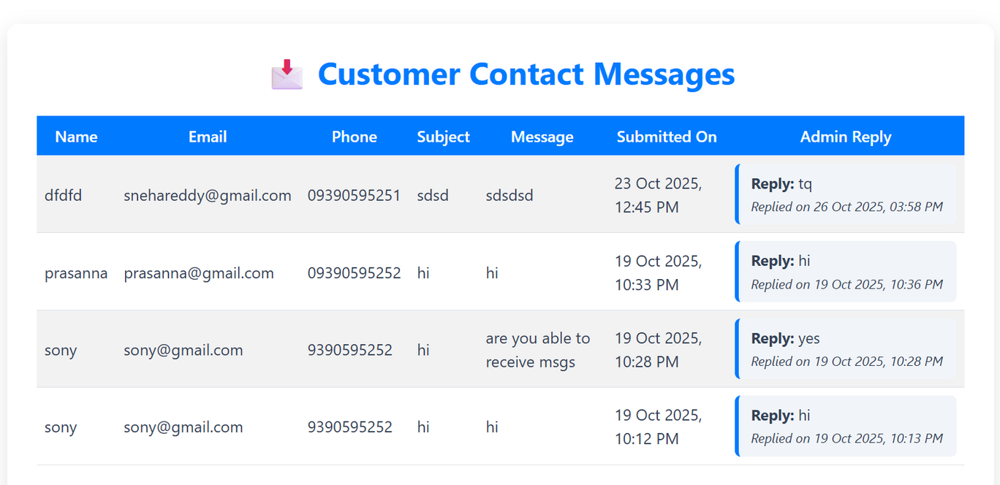 Customer Contact Messages
Name Email Phone Subject Message Submitted On Admin Reply
dfdfd snehareddy@gmail.com 09390595251 sdsd sdsdsd 23 Oct 2025,
12:45 PM
Reply: tq
Replied on 26 Oct 2025, 03:58 PM
prasanna prasanna@gmail.com 09390595252 hi hi 19 Oct 2025,
10:33 PM
Reply: hi
Replied on 19 Oct 2025, 10:36 PM
sony sony@gmail.com 9390595252 hi are you able to
receive msgs
19 Oct 2025,
10:28 PM
Reply: yes
Replied on 19 Oct 2025, 10:28 PM
sony sony@gmail.com 9390595252 hi hi 19 Oct 2025,
10:12 PM
Reply: hi
Replied on 19 Oct 2025, 10:13 PM